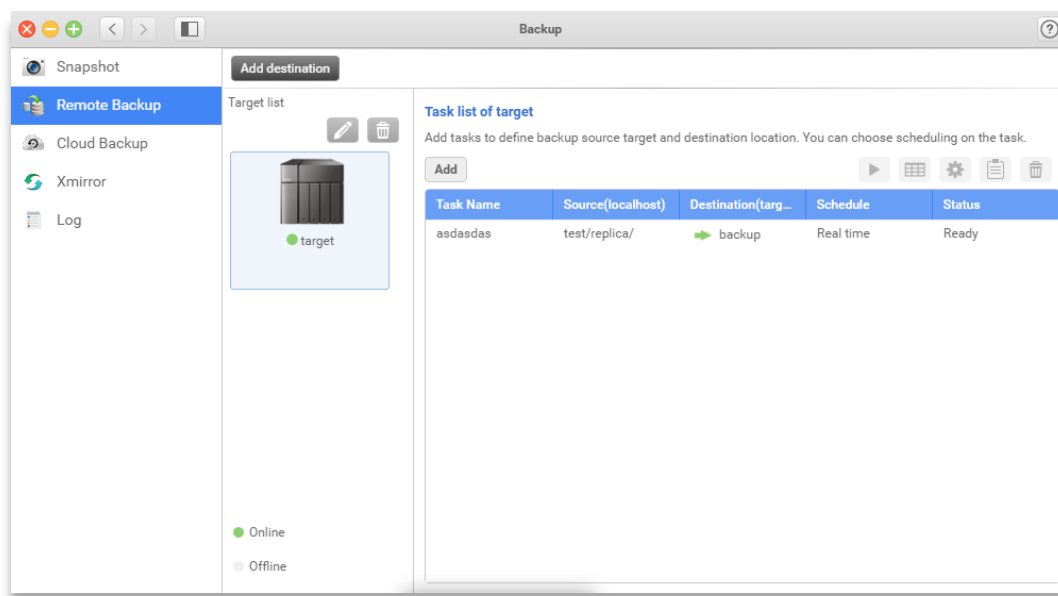 Backup
?
Snapshot
Remote Backup
Cloud Backup
Xmirror
Log
Add destination
Target list
target
Online
Offline
Task list of target
Add tasks to define backup source target and destination location. You can choose scheduling on the task.
Add
Task Name Source(localhost) Destination(targ... Schedule Status
asdasdas test/replica/ backup Real time Ready